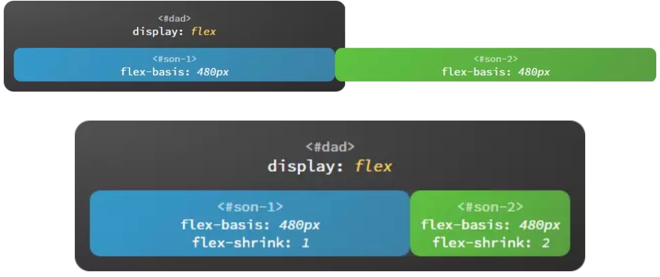 <#dad>
display: flex
<#son-1>
flex-basis: 480px
<#son-2>
flex-basis: 480px
<#dad>
display: flex
<#son-1>
flex-basis: 480px
flex-shrink: 1
<#son-2>
flex-basis: 480px
flex-shrink: 2